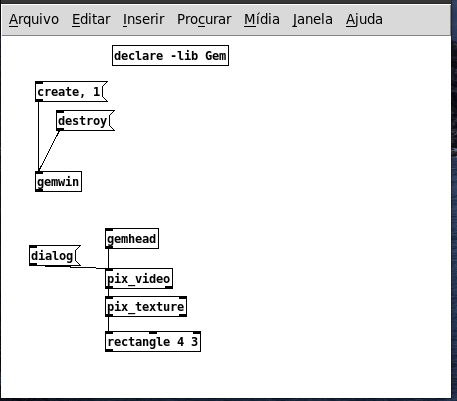 Arquivo Editar Inserir Procurar Mídia Janela Ajuda
declare -lib Gem
create, 1
destroy
gemwin
gemhead
dialog
pix_video
pix_texture
rectangle 4 3